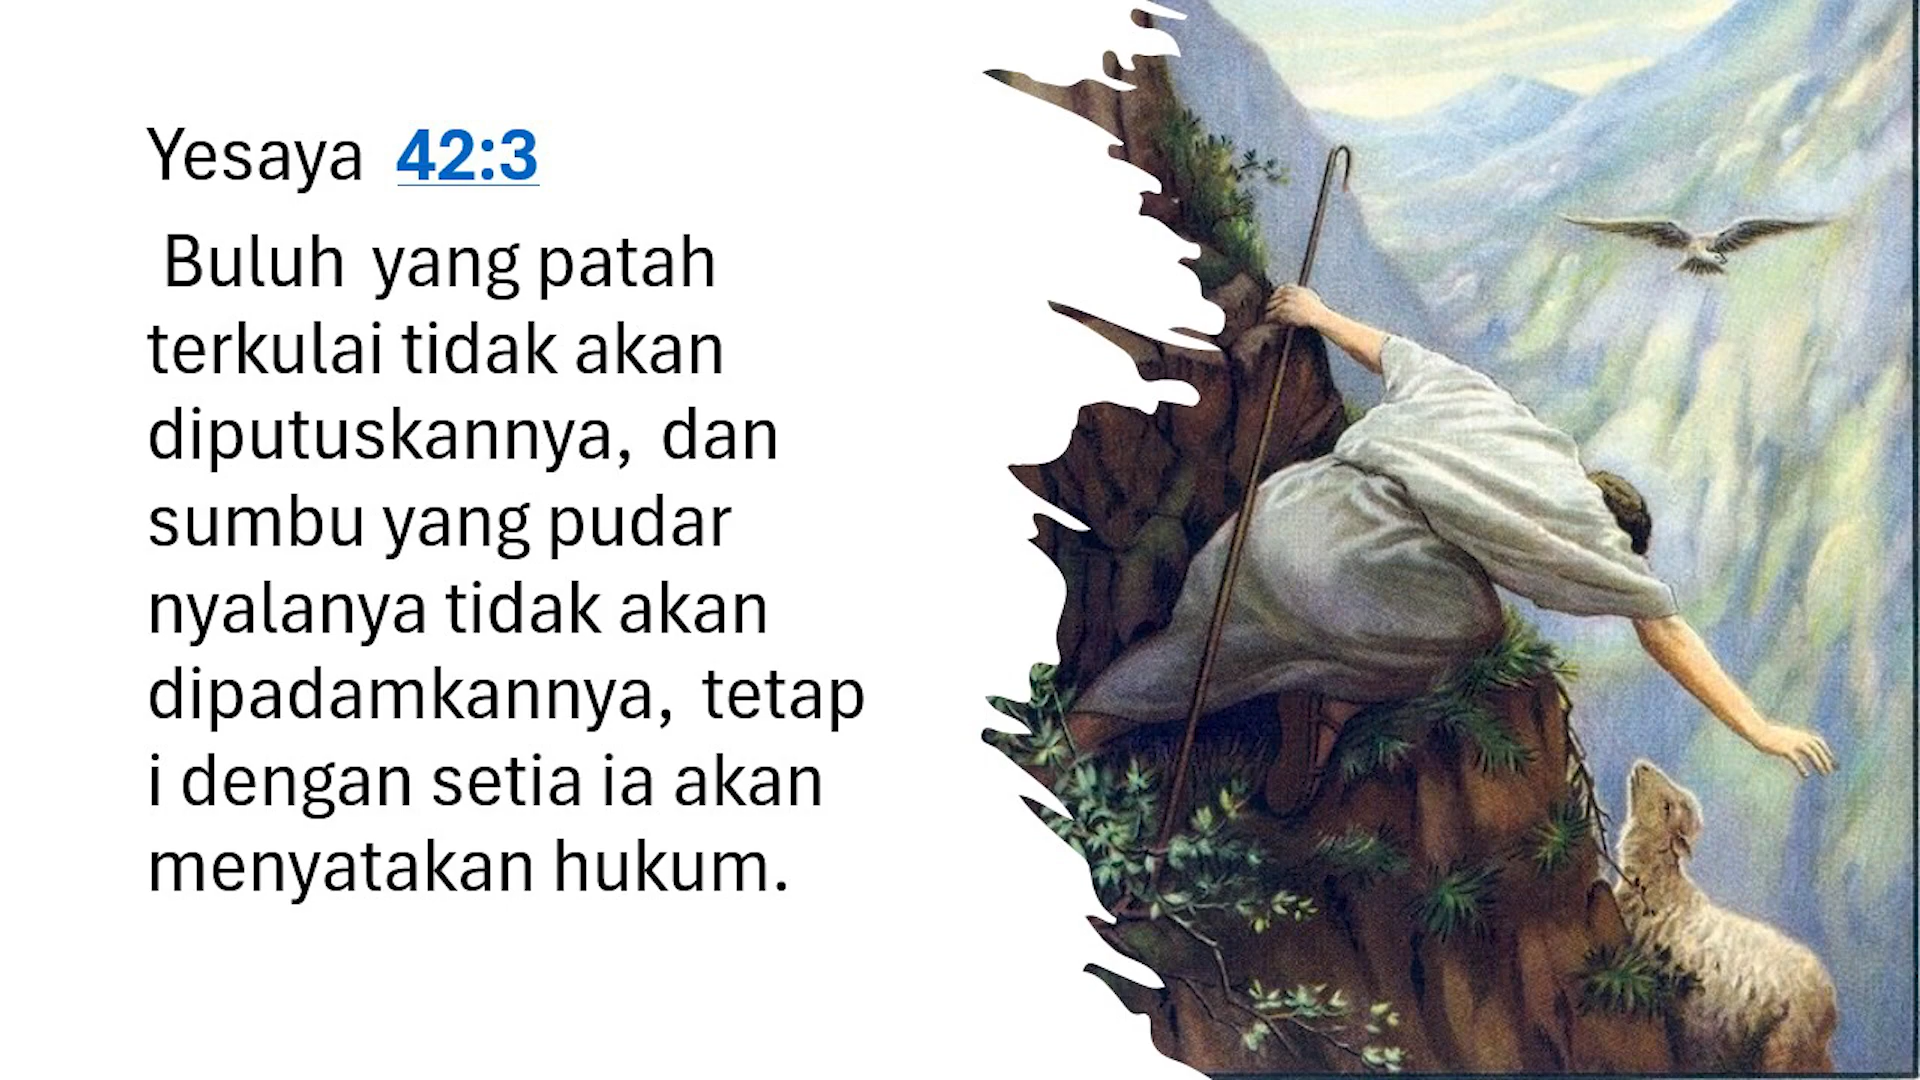 Yesaya 42:3
Buluh yang patah
terkulai tidak akan
diputuskannya, dan
sumbu yang pudar
nyalanya tidak akan
dipadamkannya, tetap
i dengan setia ia akan
menyatakan hukum.